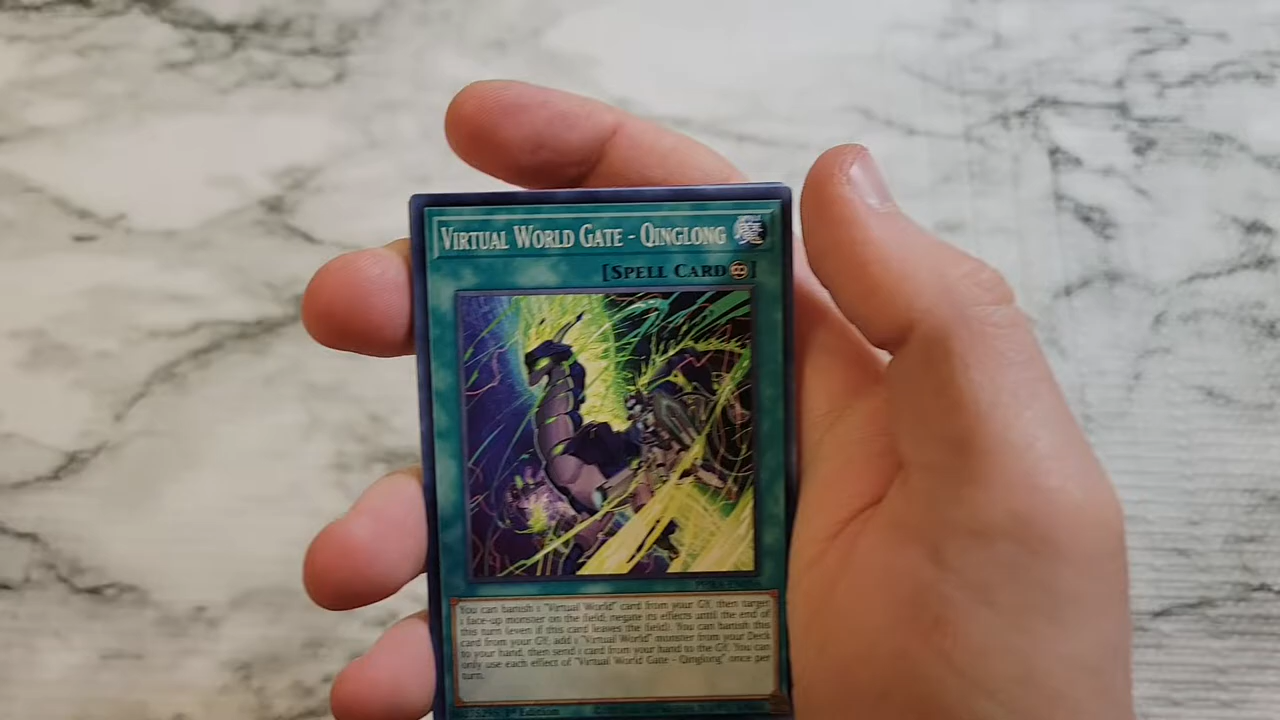 VIRTUAL WORLD GATE - QINGLONG 魔
[SPELL CARD]
You can banish 1 "Virtual World" card from your GY, then target
1 face-up monster on the field; negate its effects until the end of
this turn (even if this card leaves the field). You can banish this
card from your GY; add 1 "Virtual World" monster from your Deck
to your hand, then send 1 card from your hand to the GY. You can
only use each effect of "Virtual World Gate - Qinglong" once per
turn.
1st Edition